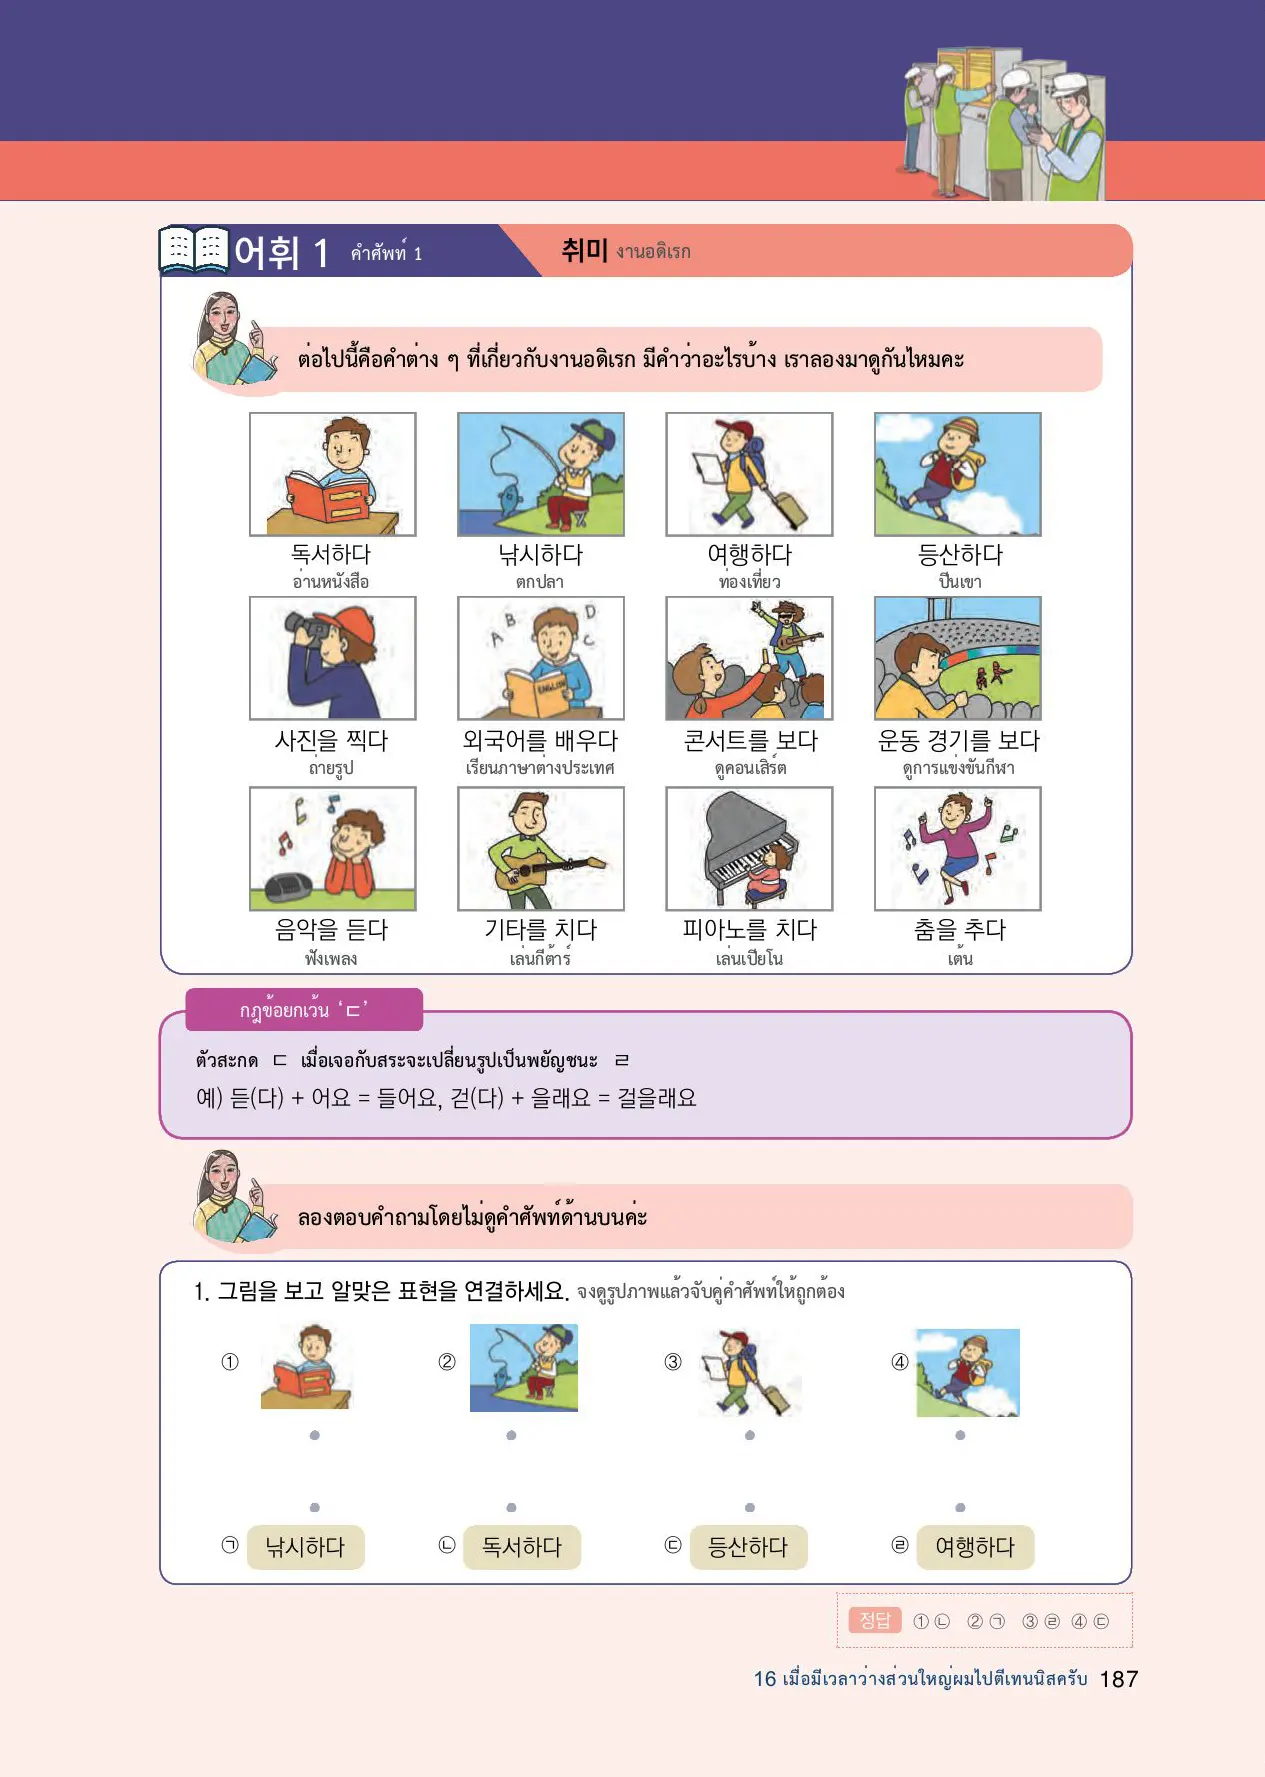 어휘 1 คำศัพท์ 1 취미 งานอดิเรก
ต่อไปนี้คือคำต่าง ๆ ที่เกี่ยวกับงานอดิเรก มีคำว่าอะไรบ้าง เราลองมาดูกันไหมคะ
독서하다 낚시하다 여행하다 등산하다
อ่านหนังสือ ตกปลา ท่องเที่ยว ปีนเขา
A B C D
ENGLISH
사진을 찍다 외국어를 배우다 콘서트를 보다 운동 경기를 보다
ถ่ายรูป เรียนภาษาต่างประเทศ ดูคอนเสิร์ต ดูการแข่งขันกีฬา
음악을 듣다 기타를 치다 피아노를 치다 춤을 추다
ฟังเพลง เล่นกีต้าร์ เล่นเปียโน เต้น
กฎข้อยกเว้น ‘ㄷ’
ตัวสะกด ㄷ เมื่อเจอกับสระจะเปลี่ยนรูปเป็นพยัญชนะ ㄹ
예) 듣(다) + 어요 = 들어요, 걷(다) + 을래요 = 걸을래요
ลองตอบคำถามโดยไม่ดูคำศัพท์ด้านบนค่ะ
1. 그림을 보고 알맞은 표현을 연결하세요. จงดูรูปภาพแล้วจับคู่คำศัพท์ให้ถูกต้อง
① ② ③ ④
㉠ 낚시하다 ㉡ 독서하다 ㉢ 등산하다 ㉣ 여행하다
정답 ① ㉡ ② ㉠ ③ ㉣ ④ ㉢
16 เมื่อมีเวลาว่างส่วนใหญ่ผมไปตีเทนนิสครับ 187